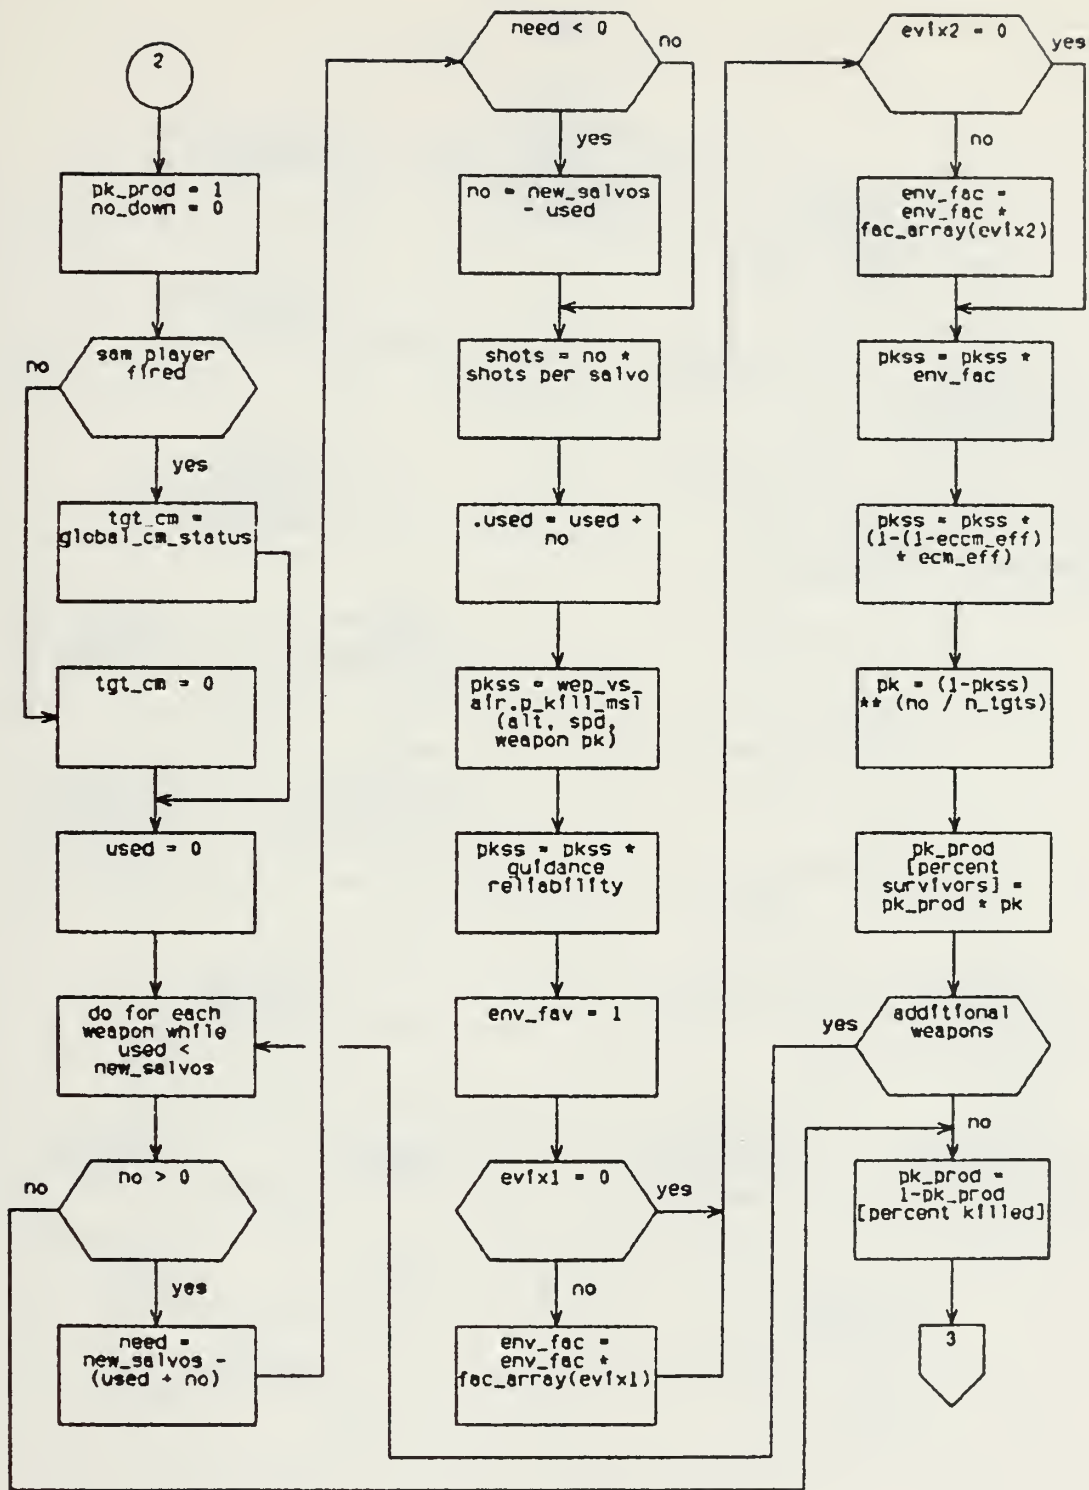 2
pk_prod = 1
no_down = 0
sam player
fired
no
yes
tgt_cm =
global_cm_status
tgt_cm = 0
used = 0
do for each
weapon while
used <
new_salvos
no > 0
no
yes
need =
new_salvos -
(used + no)
need < 0
no
yes
no = new_salvos
- used
shots = no *
shots per salvo
.used = used +
no
pkss = wep_vs_
air.p_kill_msl
(alt, spd,
weapon pk)
pkss = pkss *
guidance
reliability
env_fav = 1
evix1 = 0
yes
no
env_fac =
env_fac *
fac_array(evix1)
evix2 = 0
yes
no
env_fac =
env_fac *
fac_array(evix2)
pkss = pkss *
env_fac
pkss = pkss *
(1-(1-eccm_eff)
* ecm_eff)
pk = (1-pkss)
** (no / n_tgts)
pk_prod
[percent
survivors] =
pk_prod * pk
additional
weapons
yes
no
pk_prod =
1-pk_prod
[percent killed]
3